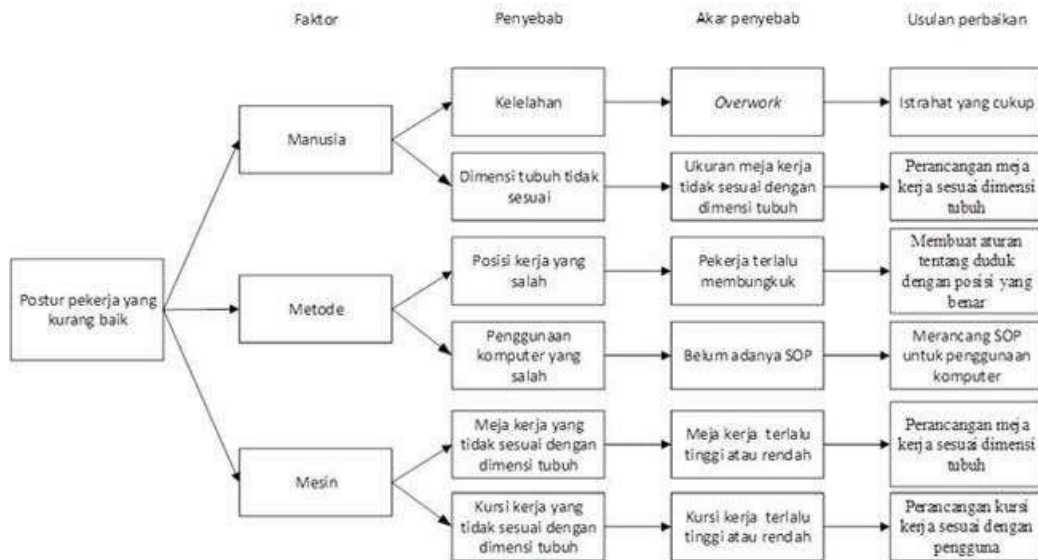 Faktor
Penyebab
Akar penyebab
Usulan perbaikan
Postur pekerja yang
kurang baik
Manusia
Kelelahan
Overwork
Istrahat yang cukup
Dimensi tubuh tidak
sesuai
Ukuran meja kerja
tidak sesuai dengan
dimensi tubuh
Perancangan meja
kerja sesuai dimensi
tubuh
Metode
Posisi kerja yang
salah
Pekerja terlalu
membungkuk
Membuat aturan
tentang duduk
dengan posisi yang
benar
Penggunaan
komputer yang
salah
Belum adanya SOP
Merancang SOP
untuk penggunaan
komputer
Mesin
Meja kerja yang
tidak sesuai dengan
dimensi tubuh
Meja kerja terlalu
tinggi atau rendah
Perancangan meja
kerja sesuai dimensi
tubuh
Kursi kerja yang
tidak sesuai dengan
dimensi tubuh
Kursi kerja terlalu
tinggi atau rendah
Perancangan kursi
kerja sesuai dengan
pengguna